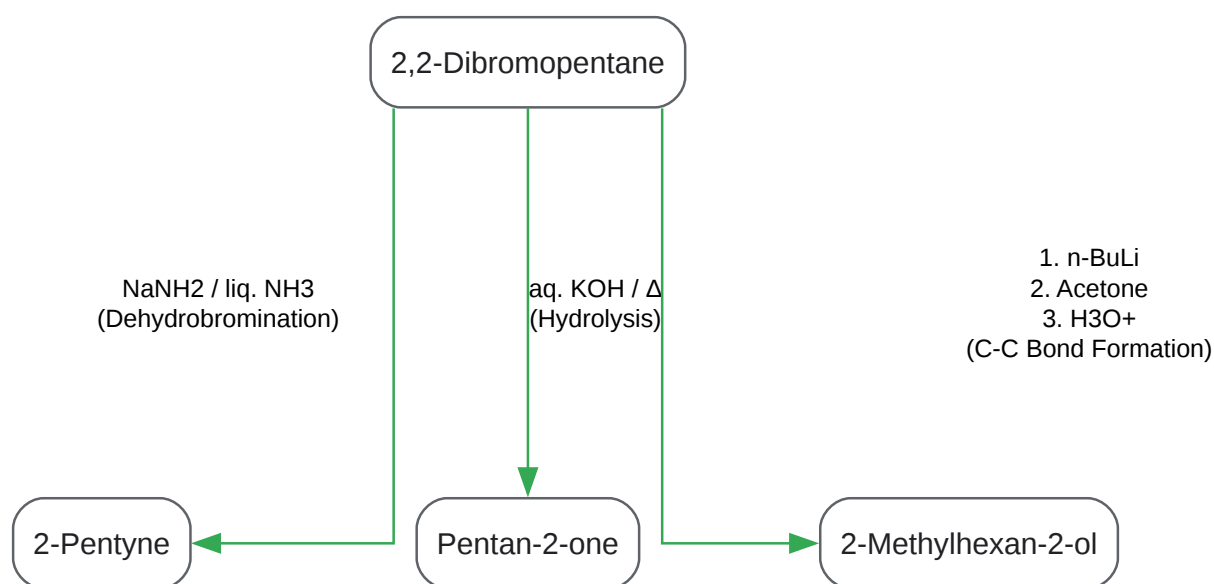 2,2-Dibromopentane
NaNH2 / liq. NH3
(Dehydrobromination)
aq. KOH / Δ
(Hydrolysis)
1. n-BuLi
2. Acetone
3. H3O+
(C-C Bond Formation)
2-Pentyne
Pentan-2-one
2-Methylhexan-2-ol